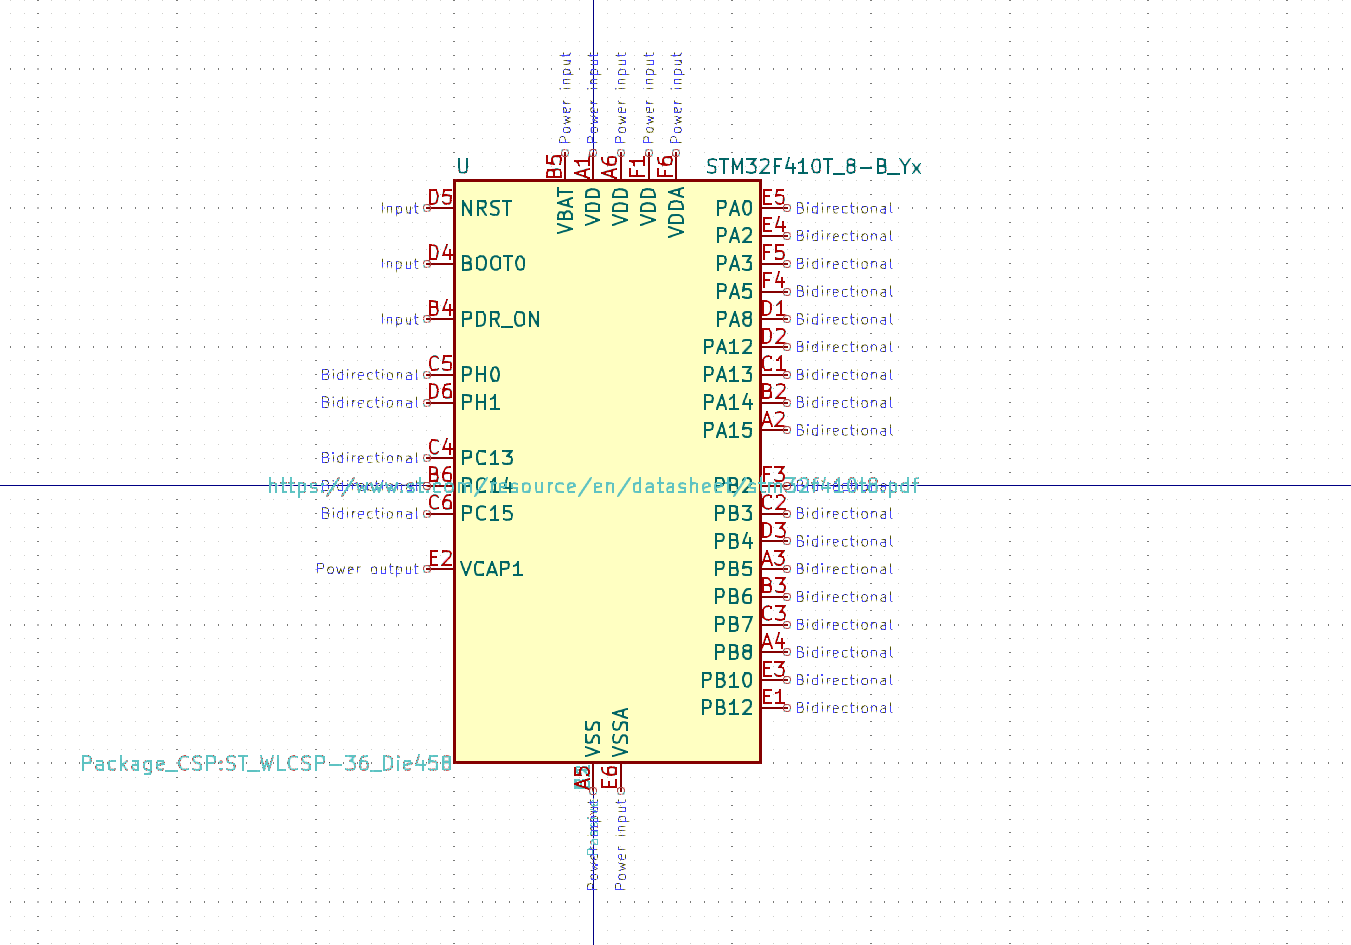 Power input Power input Power input Power input Power input
B5 A1 A6 F1 F6
U STM32F410T_8-B_Yx
VBAT VDD VDD VDD VDDA
Input D5 NRST
Input D4 BOOT0
Input B4 PDR_ON
Bidirectional C5 PH0
Bidirectional D6 PH1
Bidirectional C4 PC13
B6 PC14
Bidirectional C6 PC15
Power output E2 VCAP1
PA0 E5 Bidirectional
PA2 E4 Bidirectional
PA3 F5 Bidirectional
PA5 F4 Bidirectional
PA8 D1 Bidirectional
PA12 D2 Bidirectional
PA13 C1 Bidirectional
PA14 B2 Bidirectional
PA15 A2 Bidirectional
PB2 F3
https://www.st.com/resource/en/datasheet/stm32f410t8.pdf
PB3 C2 Bidirectional
PB4 D3 Bidirectional
PB5 A3 Bidirectional
PB6 B3 Bidirectional
PB7 C3 Bidirectional
PB8 A4 Bidirectional
PB10 E3 Bidirectional
PB12 E1 Bidirectional
VSS VSSA
Package_CSP:ST_WLCSP-36_Die458
A5 E6
Power input